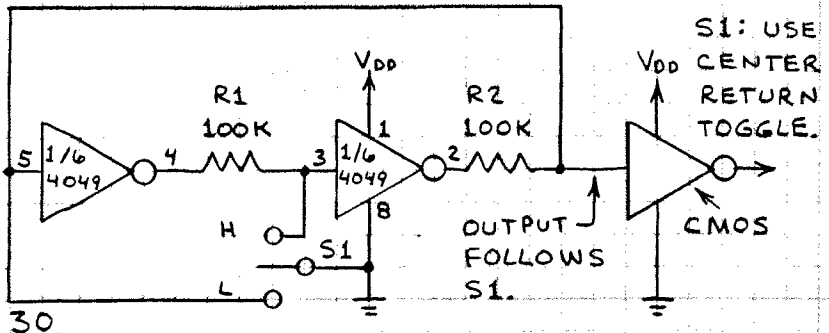 S1: USE
CENTER
RETURN
TOGGLE.
VDD
VDD
R1
100K
R2
100K
5
1/6
4049
4
3
1/6
4049
1
2
8
H
S1
L
OUTPUT
FOLLOWS
S1.
CMOS
30